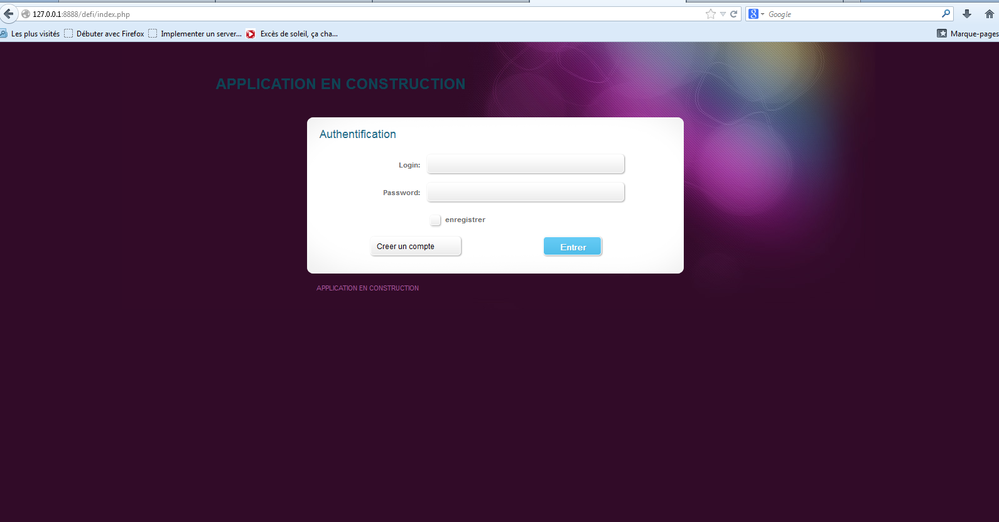 127.0.0.1:8888/defi/index.php
Google
Les plus visités Débuter avec Firefox Implementer un server... Excès de soleil, ça cha... Marque-pages
APPLICATION EN CONSTRUCTION
Authentification
Login:
Password:
enregistrer
Creer un compte Entrer
APPLICATION EN CONSTRUCTION